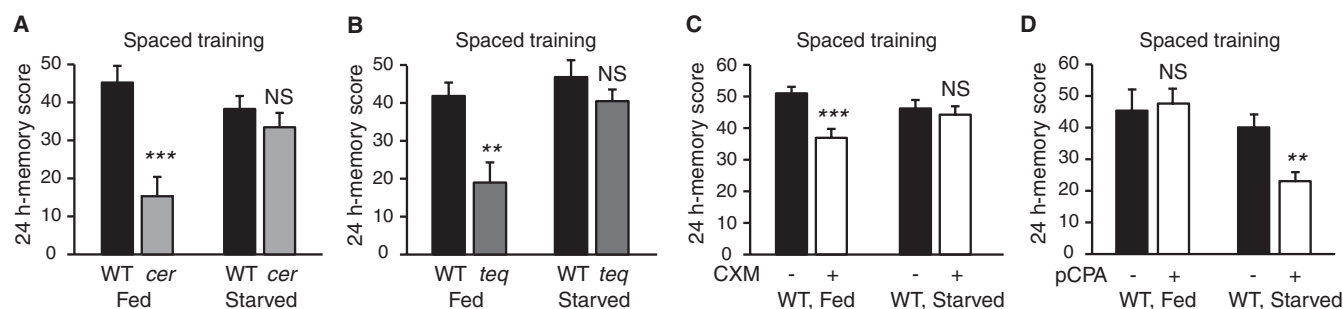 A
Spaced training
24 h-memory score
50
40
30
20
10
0
***
NS
WT cer WT cer
Fed Starved
B
Spaced training
24 h-memory score
50
40
30
20
10
0
**
NS
WT teq WT teq
Fed Starved
C
Spaced training
24 h-memory score
60
50
40
30
20
10
0
***
NS
CXM - + - +
WT, Fed WT, Starved
D
Spaced training
24 h-memory score
60
50
40
30
20
10
0
NS
**
pCPA - + - +
WT, Fed WT, Starved